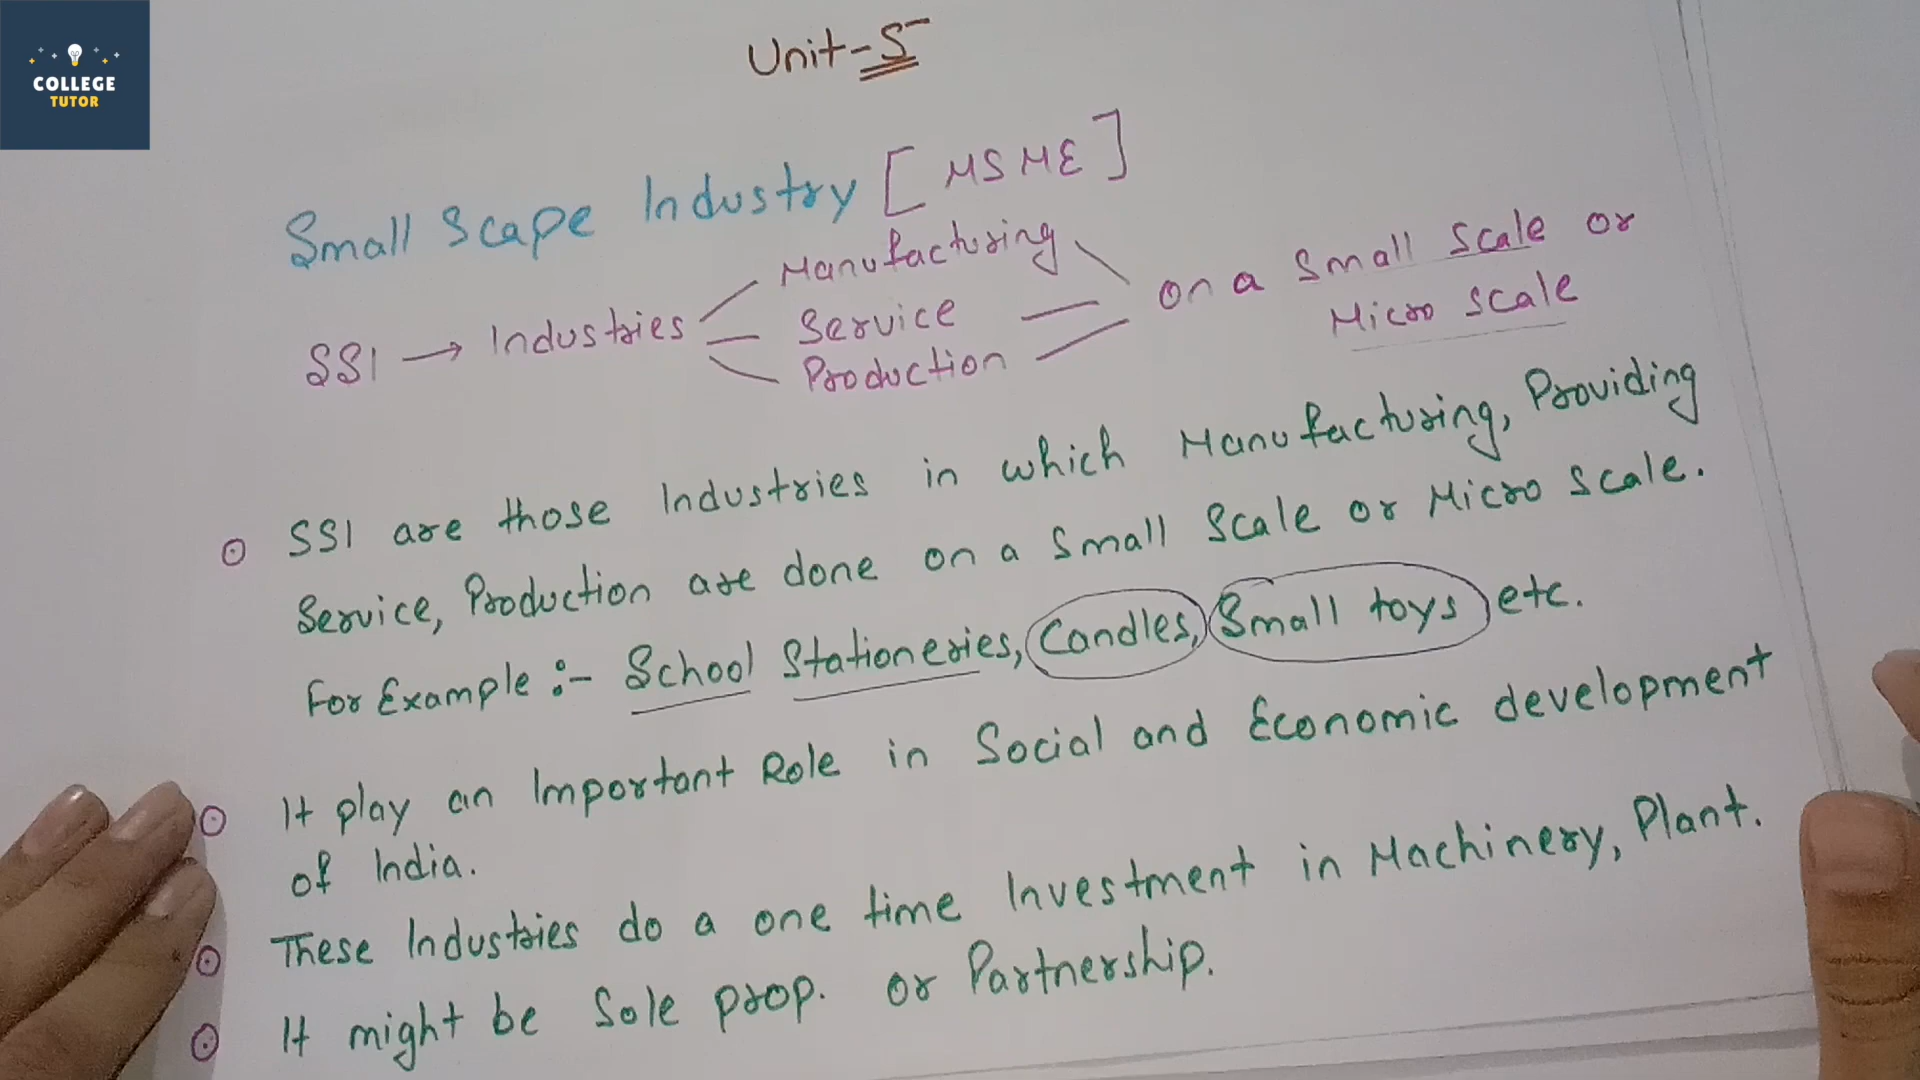 COLLEGE
TUTOR
Unit-5
Small Scape Industry [MSME]
SSI → Industries
Manufacturing
Service
Production
on a Small Scale or
Micro Scale
SSI are those Industries in which Manufacturing, Providing
Service, Production are done on a Small Scale or Micro Scale.
For Example :- School Stationeries, Candles, Small toys etc.
It play an Important Role in Social and Economic development
of India.
These Industries do a one time Investment in Machinery, Plant.
It might be Sole prop. or Partnership.